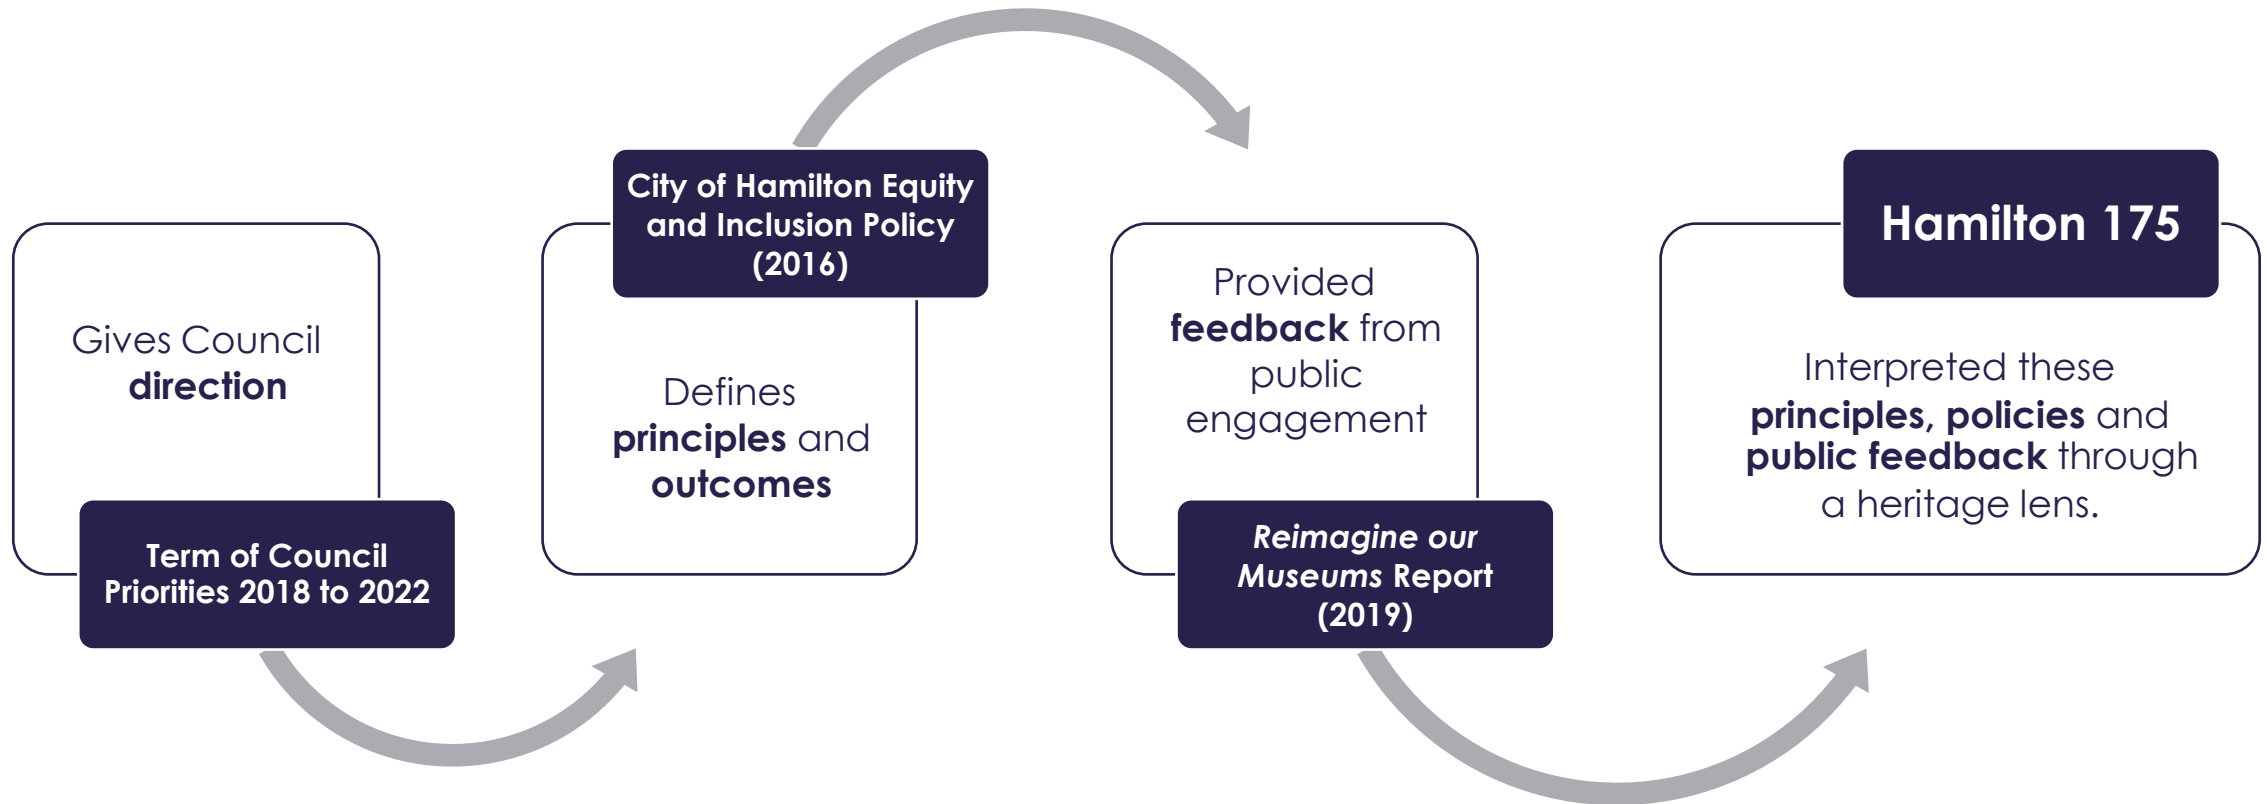 Gives Council
direction
Term of Council
Priorities 2018 to 2022
City of Hamilton Equity
and Inclusion Policy
(2016)
Defines
principles and
outcomes
Provided
feedback from
public
engagement
Reimagine our
Museums Report
(2019)
Hamilton 175
Interpreted these
principles, policies and
public feedback through
a heritage lens.